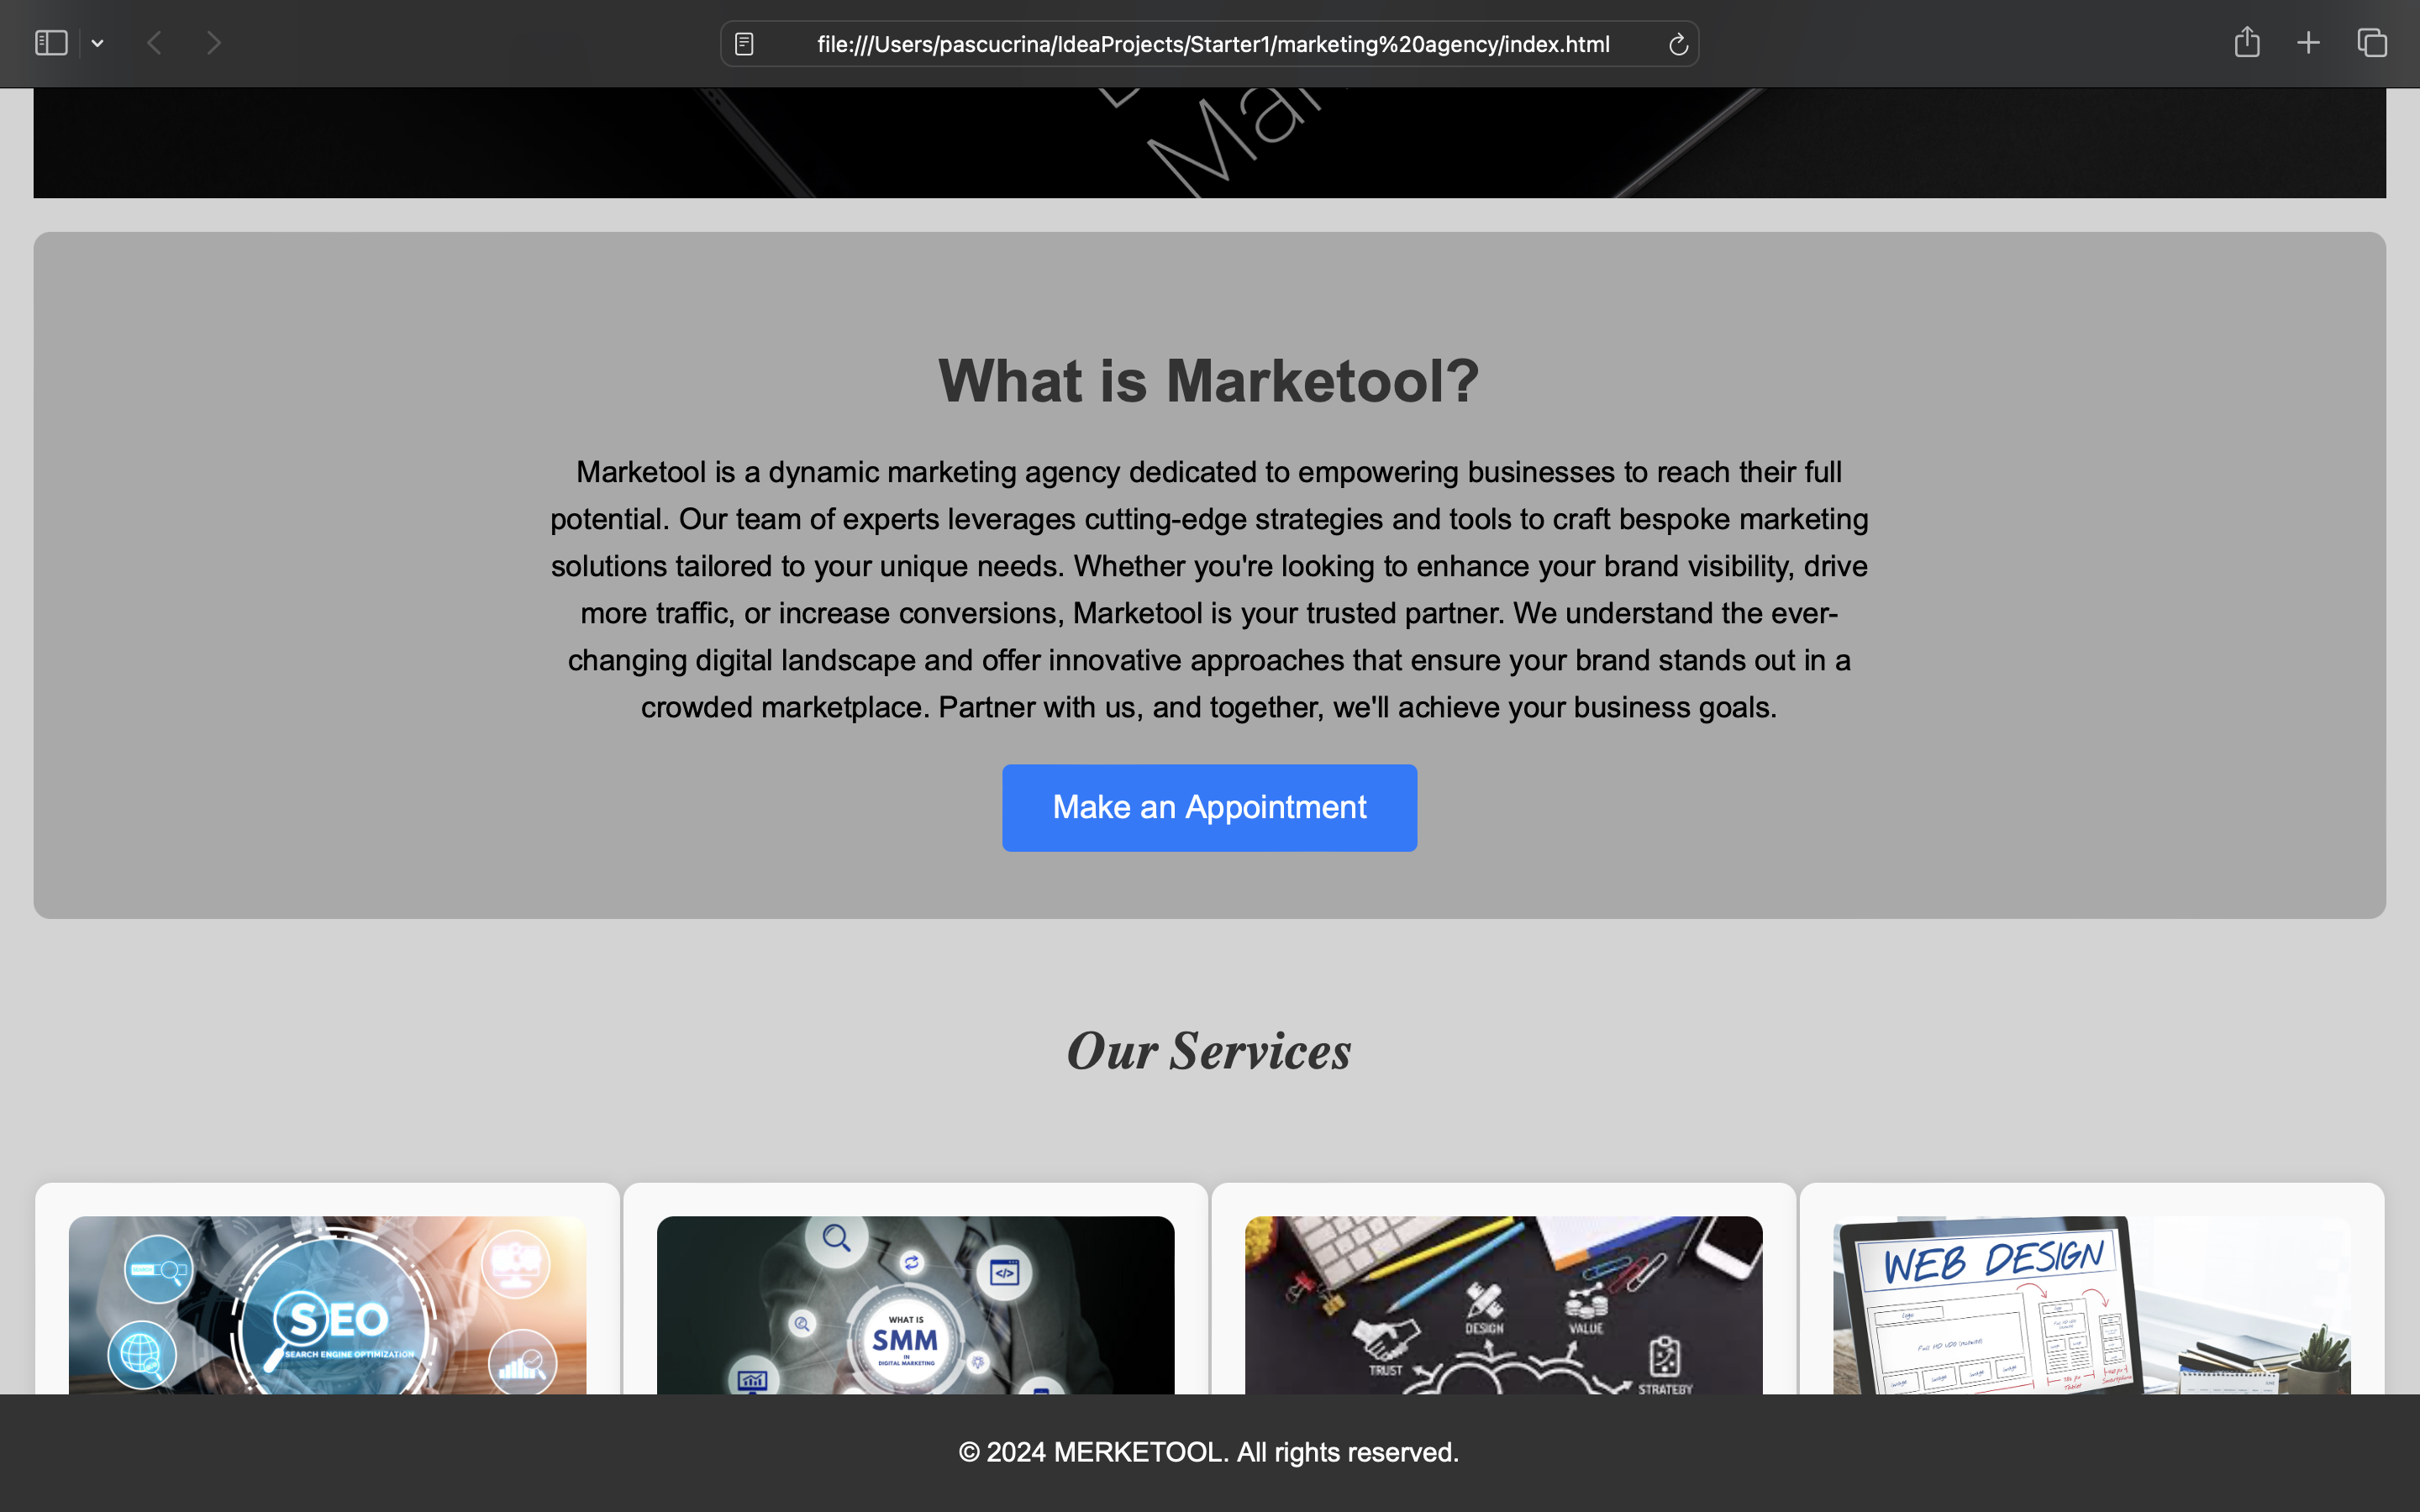 file:///Users/pascucrina/IdeaProjects/Starter1/marketing%20agency/index.html
Mar
What is Marketool?
Marketool is a dynamic marketing agency dedicated to empowering businesses to reach their full
potential. Our team of experts leverages cutting-edge strategies and tools to craft bespoke marketing
solutions tailored to your unique needs. Whether you're looking to enhance your brand visibility, drive
more traffic, or increase conversions, Marketool is your trusted partner. We understand the ever-
changing digital landscape and offer innovative approaches that ensure your brand stands out in a
crowded marketplace. Partner with us, and together, we'll achieve your business goals.
Make an Appointment
Our Services
SEO
SEARCH ENGINE OPTIMIZATION
WHAT IS
SMM
IN
DIGITAL MARKETING
</>
DESIGN
VALUE
TRUST
STRATEGY
WEB DESIGN
Logo
Image
Image
Image
Image
Tablet
© 2024 MERKETOOL. All rights reserved.